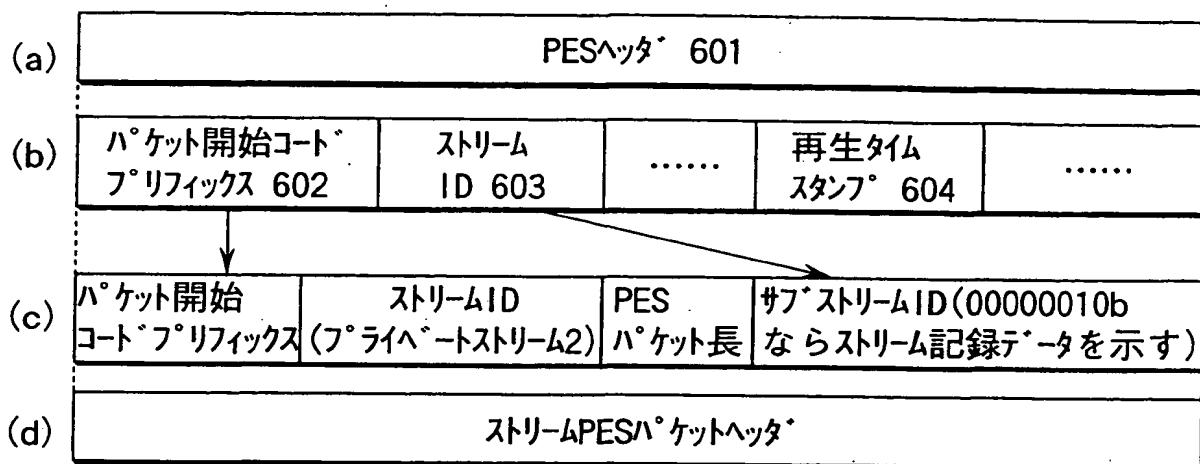 (a)
PESヘッダ 601
(b)
パケット開始コード
プリフィックス 602
ストリーム
ID 603
……
再生タイム
スタンプ 604
……
(c)
パケット開始
コードプリフィックス
ストリームID
(プライベートストリーム2)
PES
パケット長
サブストリームID(00000010b
ならストリーム記録データを示す)
(d)
ストリームPESパケットヘッダ